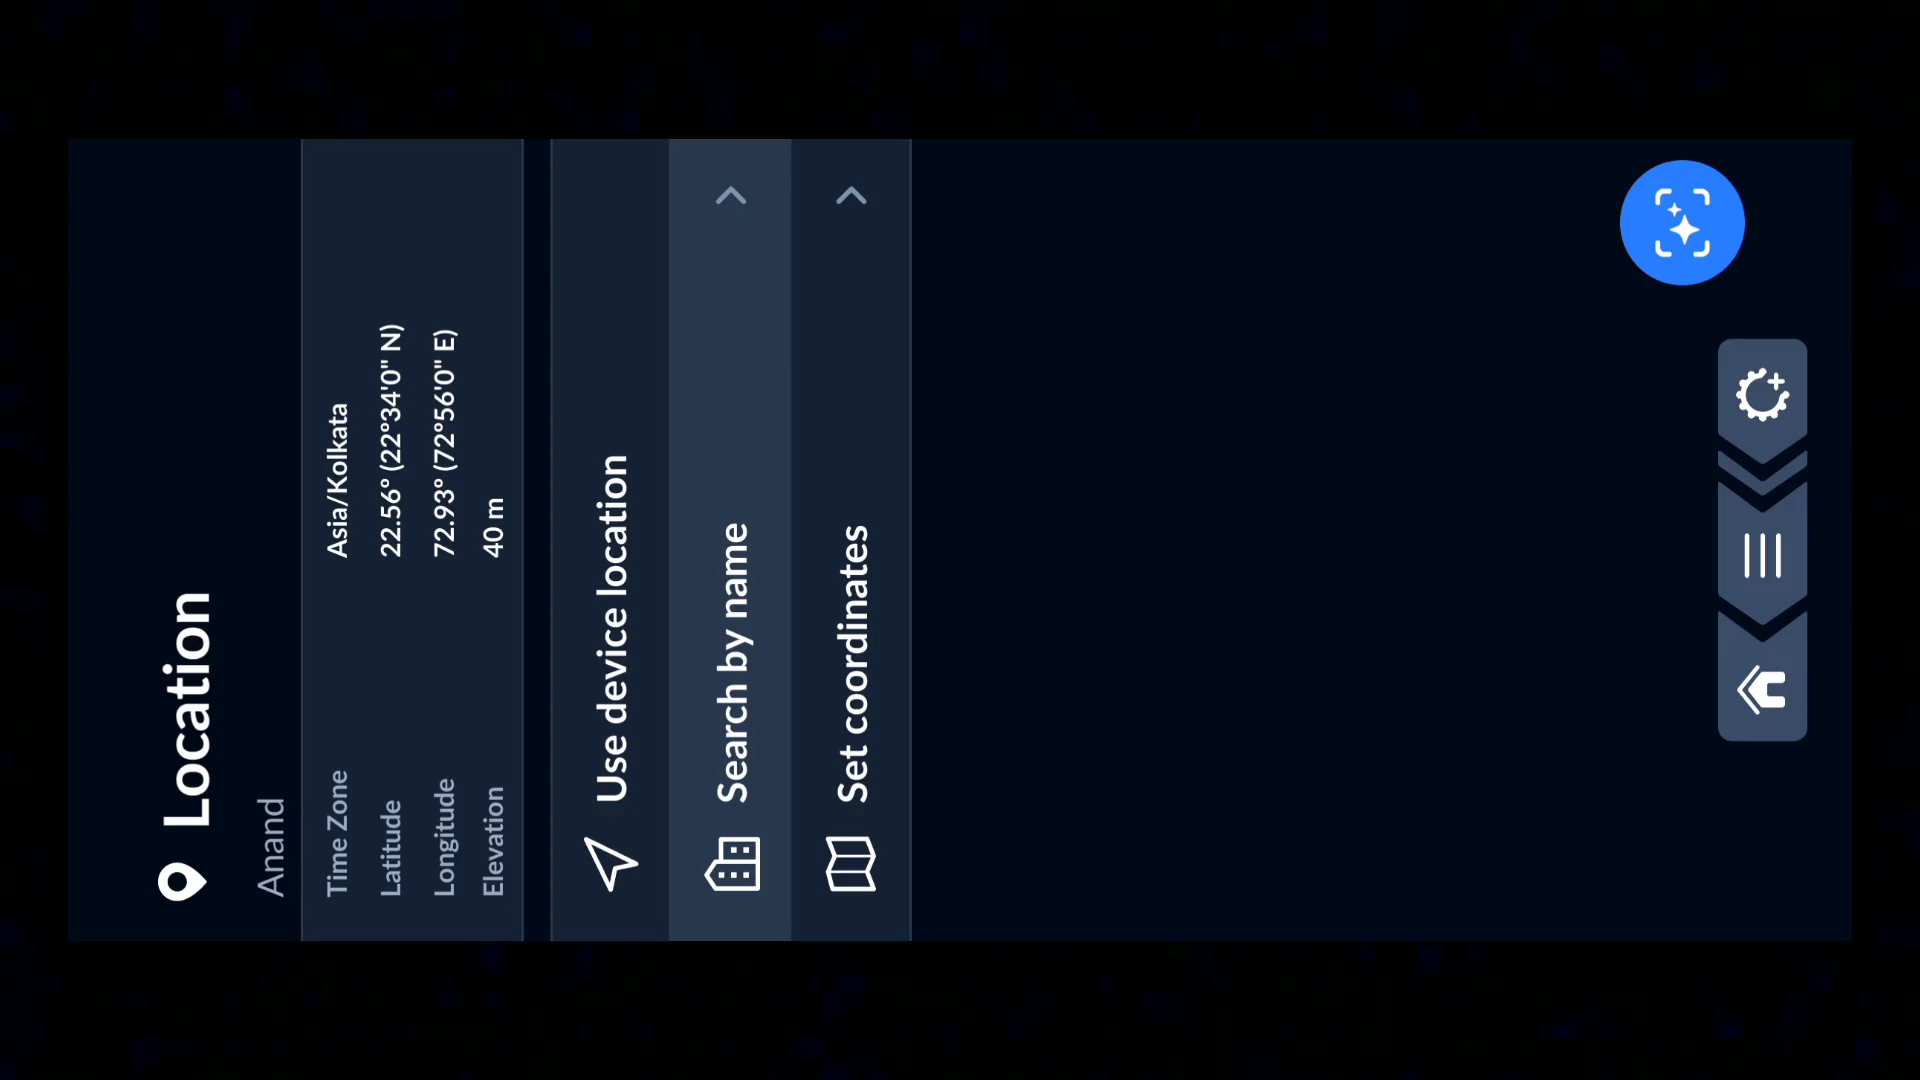 Location
Anand
Time Zone Asia/Kolkata
Latitude 22.56° (22°34'0" N)
Longitude 72.93° (72°56'0" E)
Elevation 40 m
Use device location
Search by name
Set coordinates